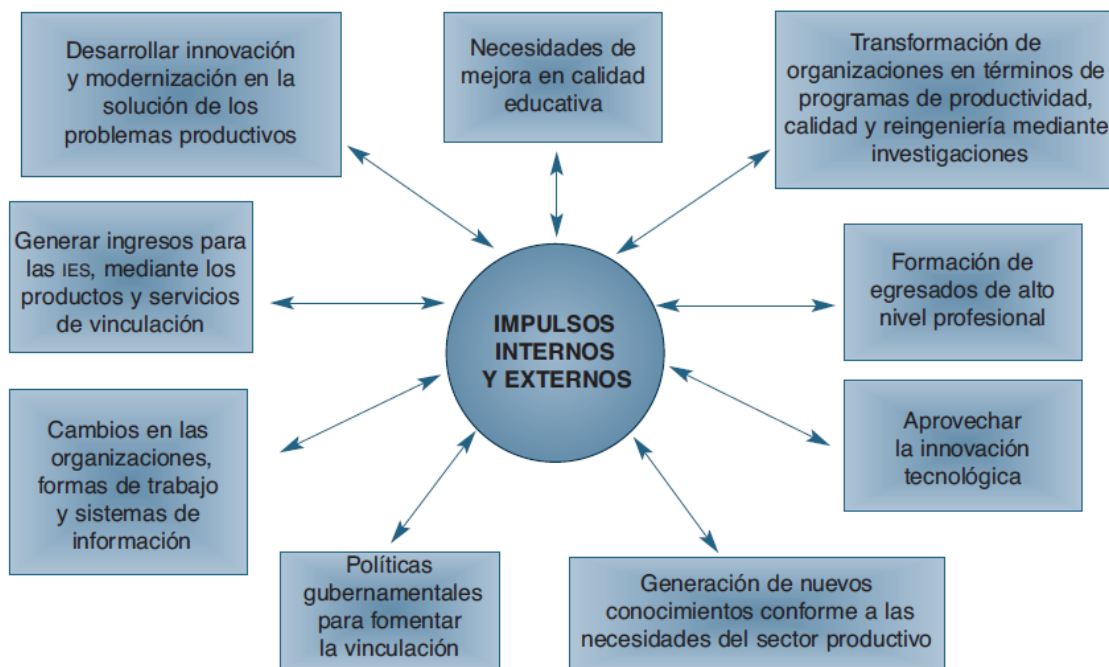 Desarrollar innovación
y modernización en la
solución de los
problemas productivos
Necesidades de
mejora en calidad
educativa
Transformación de
organizaciones en términos de
programas de productividad,
calidad y reingeniería mediante
investigaciones
Generar ingresos para
las IES, mediante los
productos y servicios
de vinculación
IMPULSOS
INTERNOS
Y EXTERNOS
Formación de
egresados de alto
nivel profesional
Cambios en las
organizaciones,
formas de trabajo
y sistemas de
información
Aprovechar
la innovación
tecnológica
Políticas
gubernamentales
para fomentar
la vinculación
Generación de nuevos
conocimientos conforme a las
necesidades del sector productivo